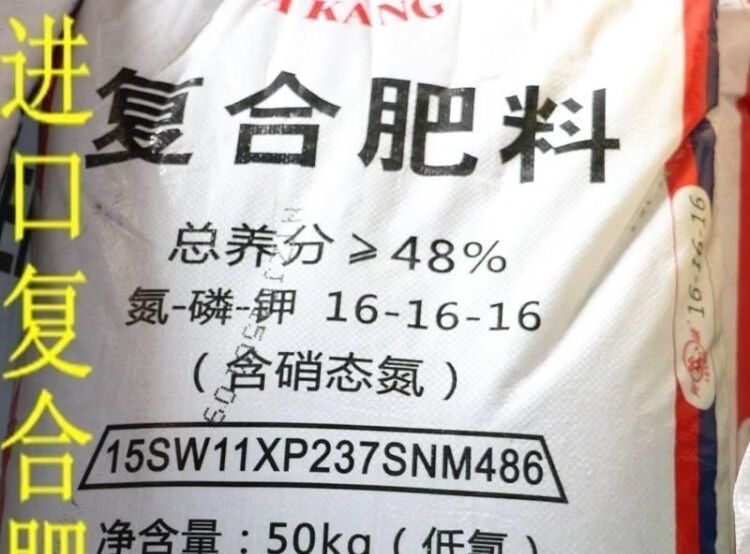 A KANG
复合肥料
总养分≥48%
氮-磷-钾 16-16-16
（含硝态氮）
15SW11XP237SNM486
净含量：50kg（低氯）
进口复合肥
16-16-16